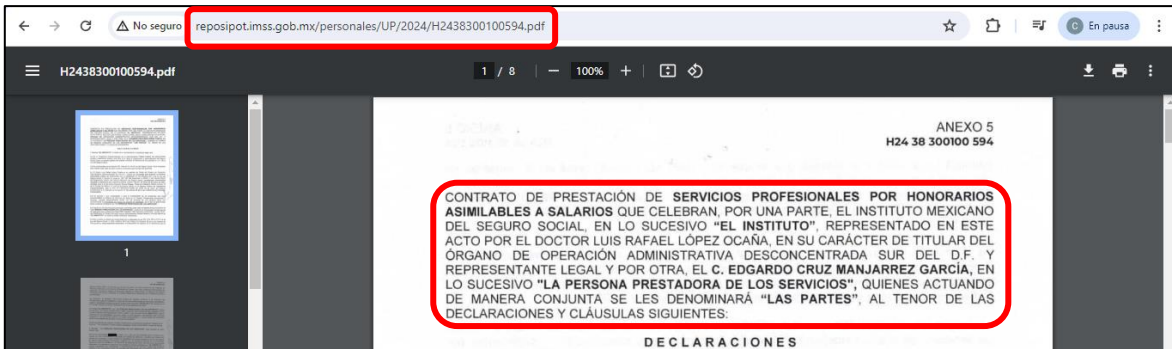 No seguro
reposipot.imss.gob.mx/personales/UP/2024/H2438300100594.pdf
C
En pausa
H2438300100594.pdf
1 / 8
100%
ANEXO 5
H24 38 300100 594
CONTRATO DE PRESTACIÓN DE SERVICIOS PROFESIONALES POR HONORARIOS
ASIMILABLES A SALARIOS QUE CELEBRAN, POR UNA PARTE, EL INSTITUTO MEXICANO
DEL SEGURO SOCIAL, EN LO SUCESIVO "EL INSTITUTO", REPRESENTADO EN ESTE
ACTO POR EL DOCTOR LUIS RAFAEL LÓPEZ OCAÑA, EN SU CARÁCTER DE TITULAR DEL
ÓRGANO DE OPERACIÓN ADMINISTRATIVA DESCONCENTRADA SUR DEL D.F. Y
REPRESENTANTE LEGAL Y POR OTRA, EL C. EDGARDO CRUZ MANJARREZ GARCÍA, EN
LO SUCESIVO "LA PERSONA PRESTADORA DE LOS SERVICIOS", QUIENES ACTUANDO
DE MANERA CONJUNTA SE LES DENOMINARÁ "LAS PARTES", AL TENOR DE LAS
DECLARACIONES Y CLÁUSULAS SIGUIENTES:
DECLARACIONES
1